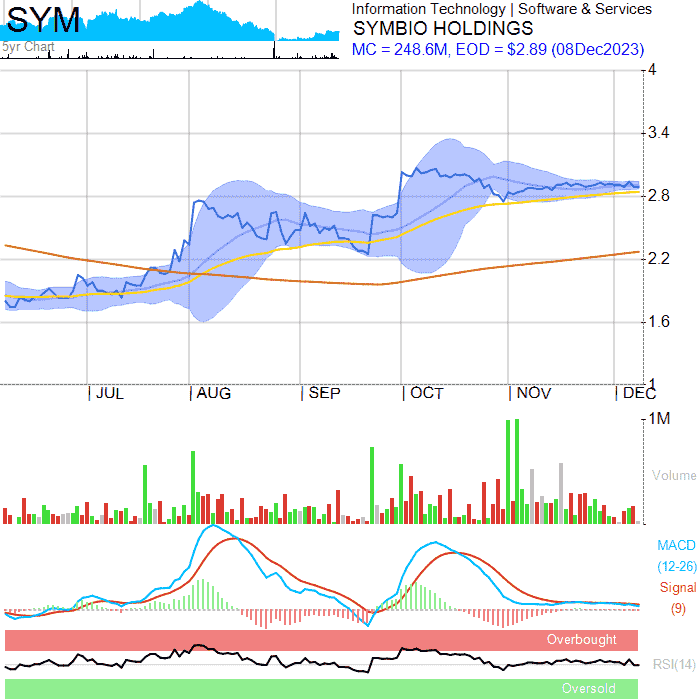 SYM
5yr Chart
Information Technology | Software & Services
SYMBIO HOLDINGS
MC = 248.6M, EOD = $2.89 (08Dec2023)
4
3.4
2.8
2.2
1.6
1
JUL AUG SEP OCT NOV DEC
1M
Volume
MACD
(12-26)
Signal
(9)
Overbought
RSI(14)
Oversold